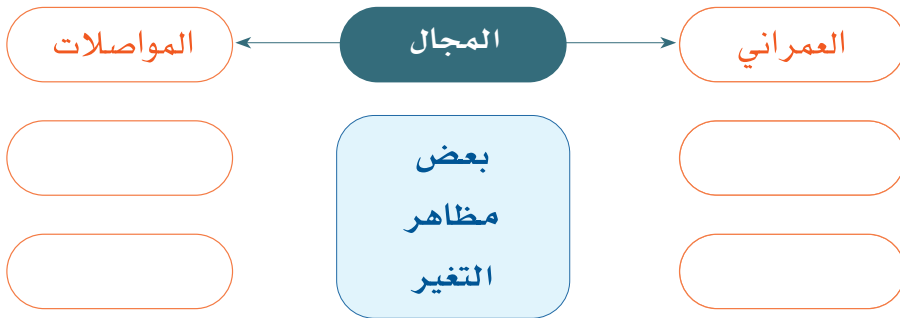 العمراني
المجال
المواصلات
بعض
مظاهر
التغير